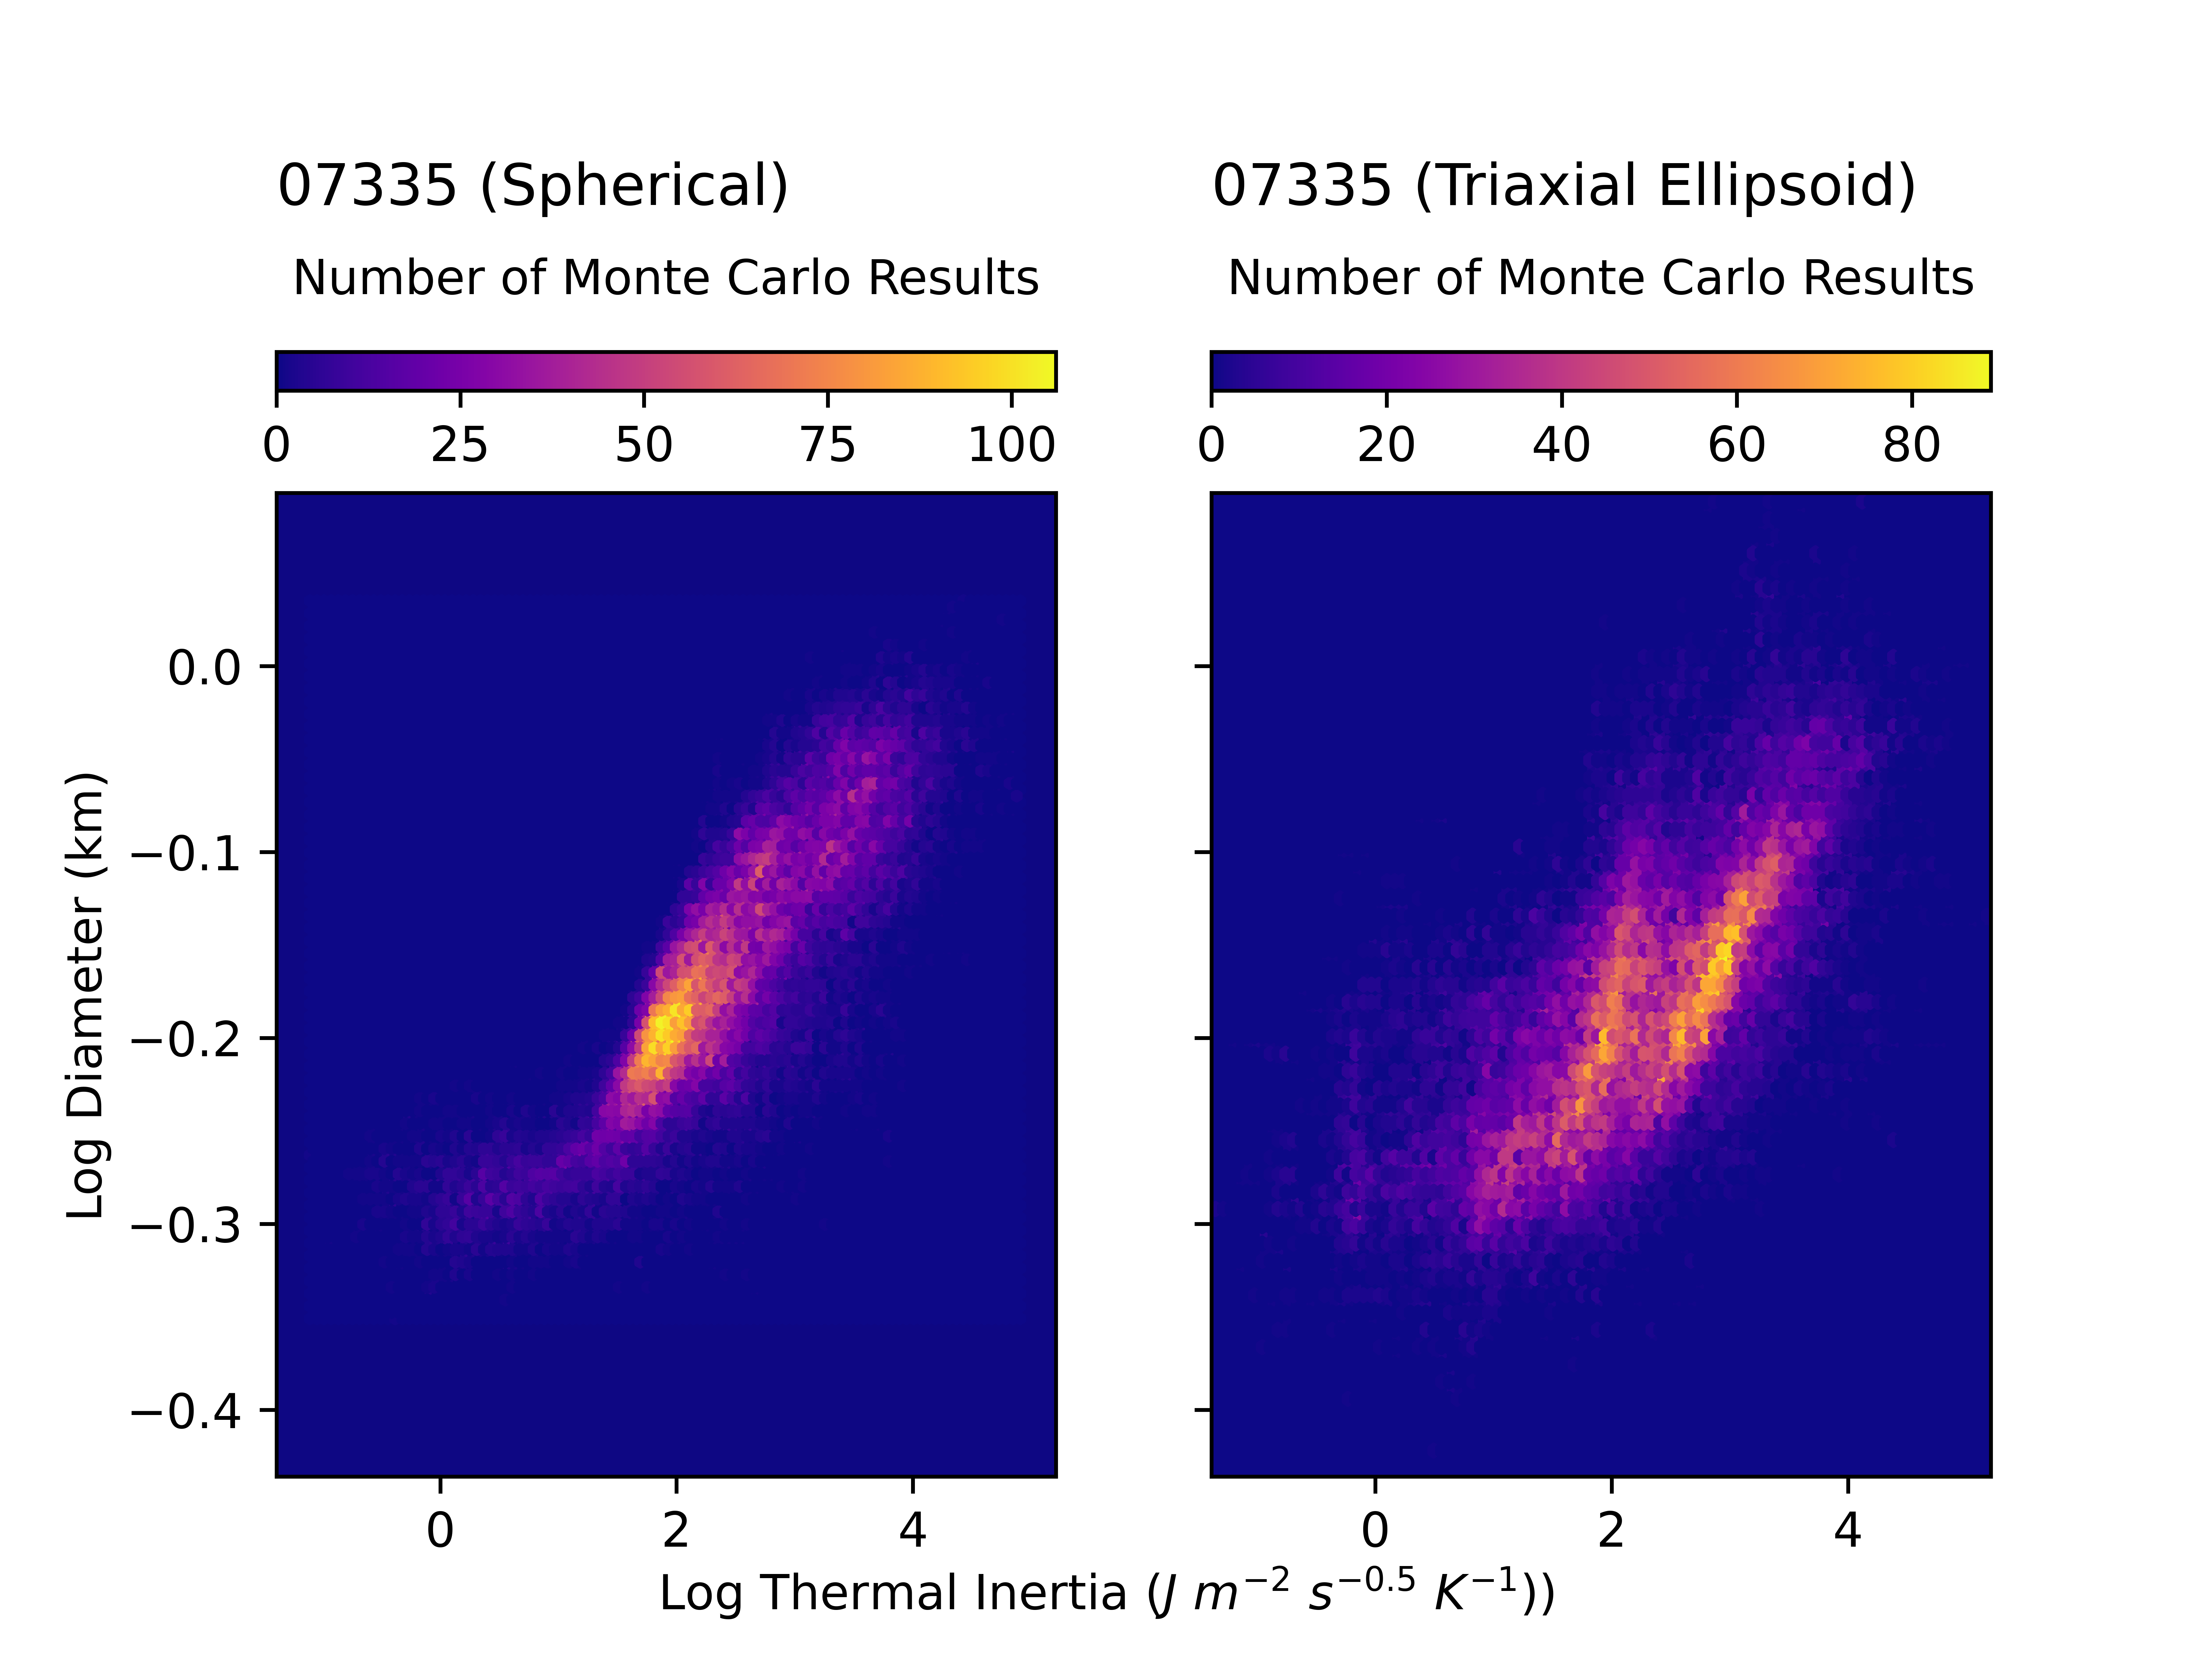 07335 (Spherical)
Number of Monte Carlo Results
0 25 50 75 100
07335 (Triaxial Ellipsoid)
Number of Monte Carlo Results
0 20 40 60 80
Log Diameter (km)
0.0
−0.1
−0.2
−0.3
−0.4
0 2 4
0 2 4
Log Thermal Inertia (J m⁻² s⁻⁰·⁵ K⁻¹))